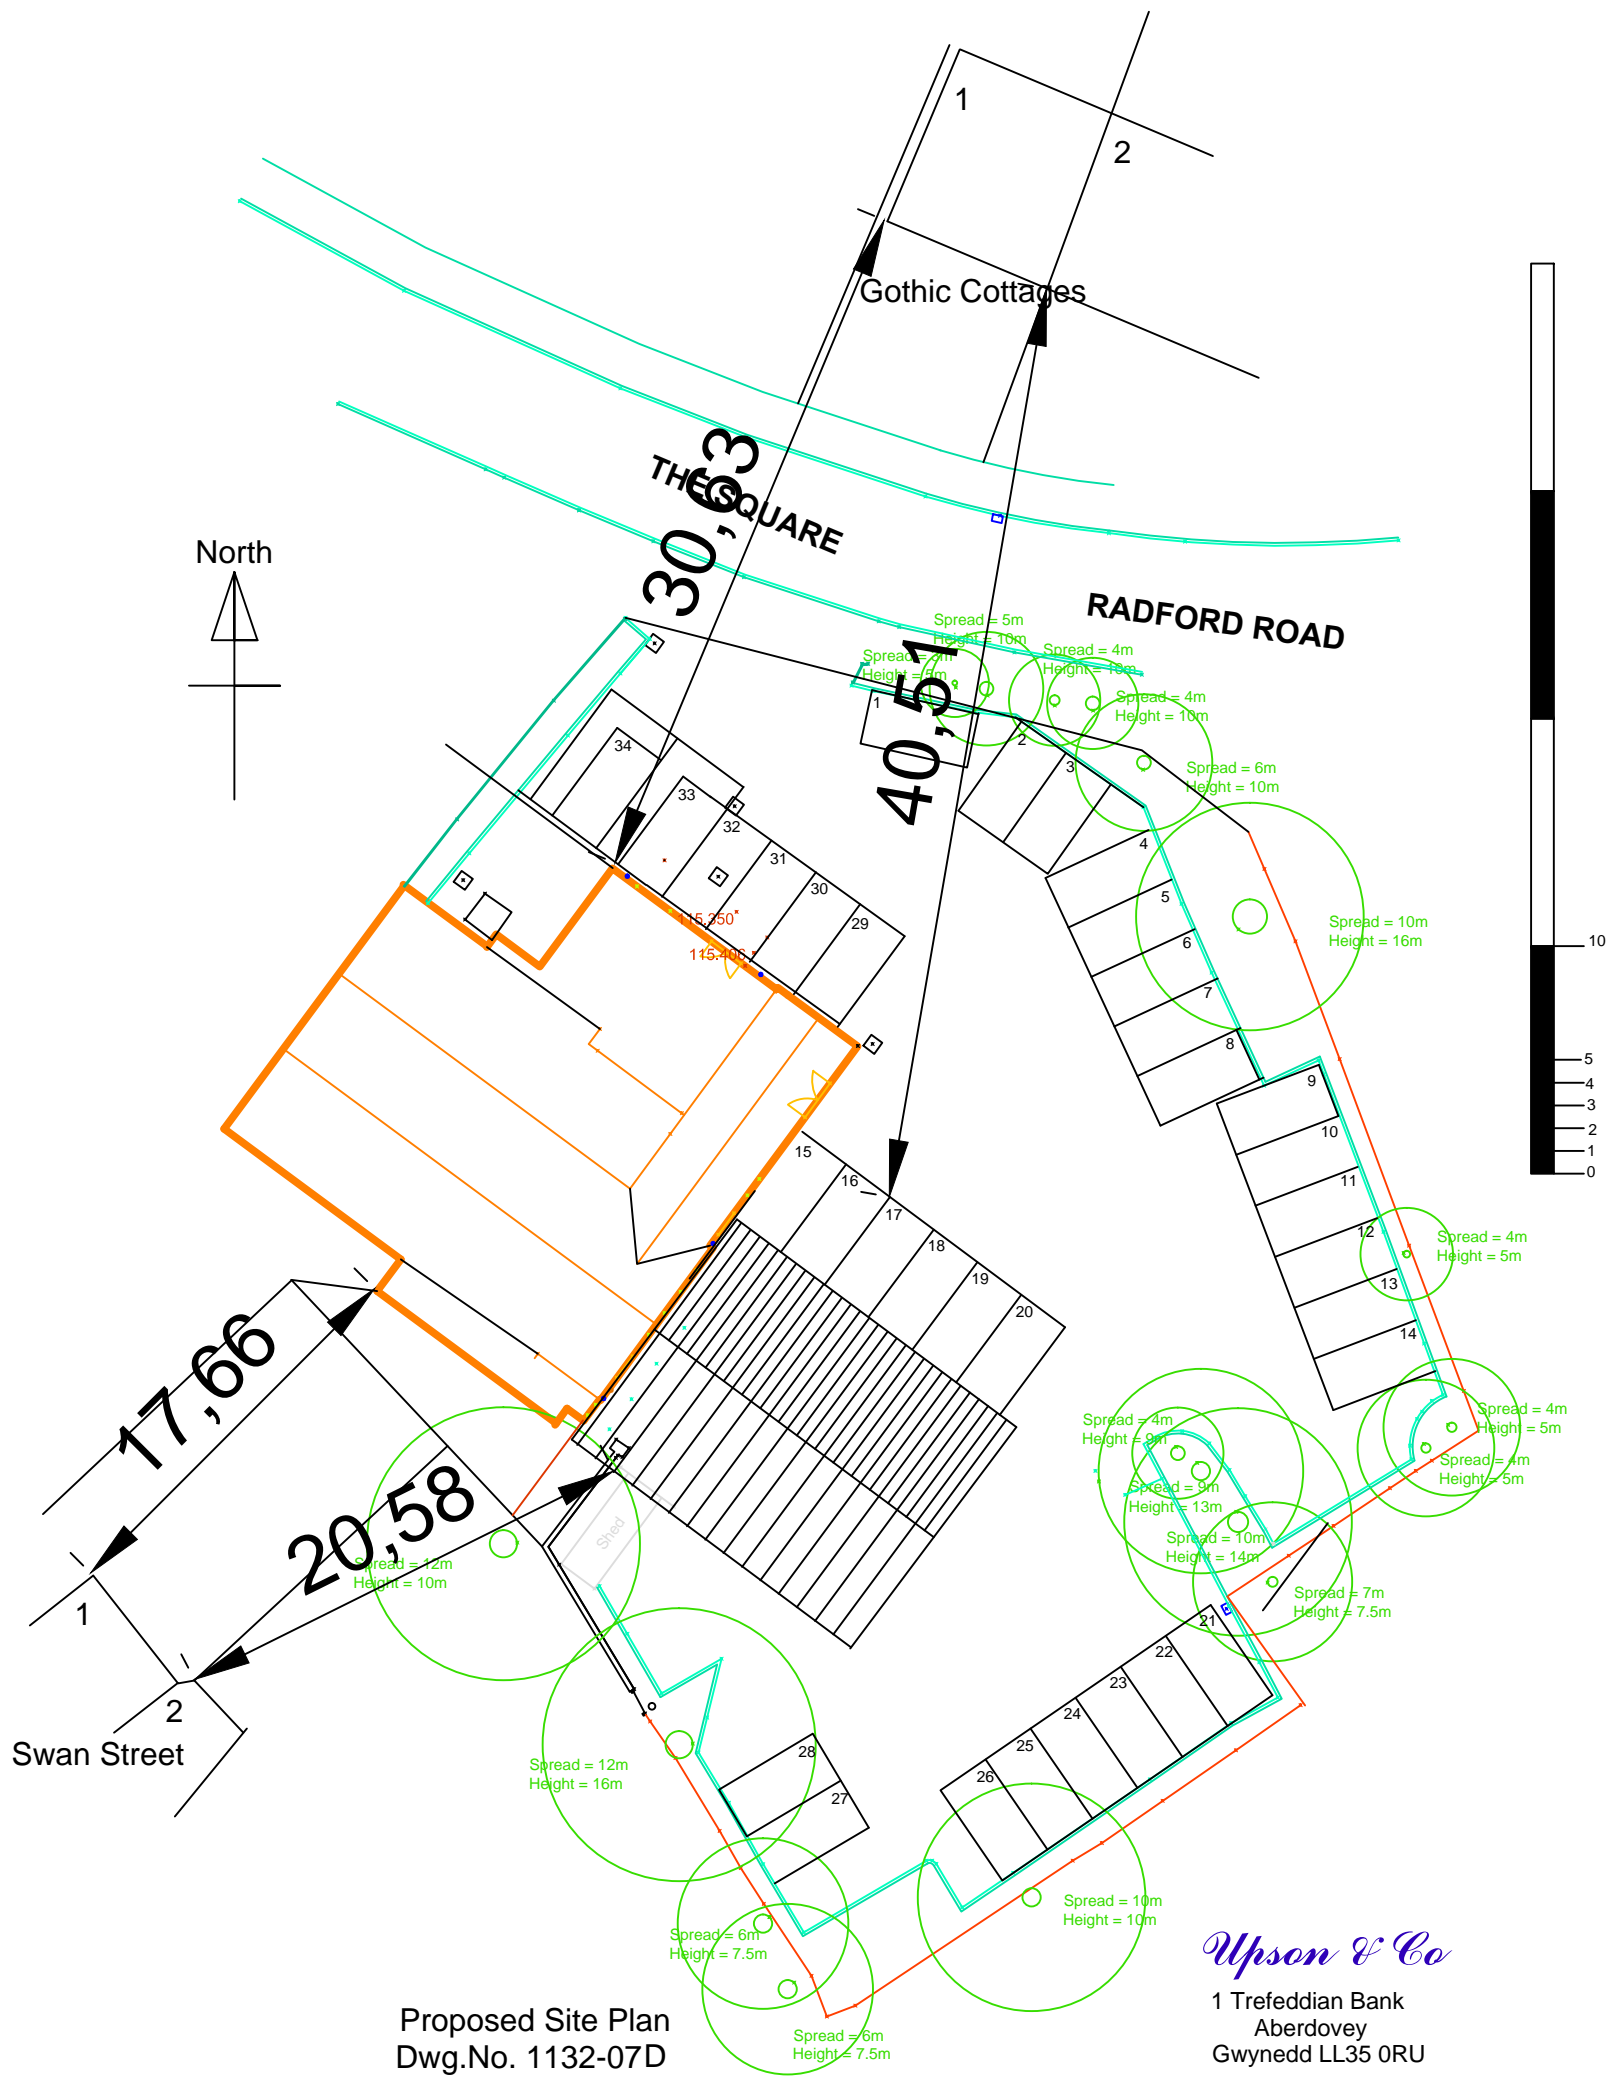 1
2
Gothic Cottages
THE SQUARE
30,63
North
RADFORD ROAD
Spread = 5m
Height = 10m
Height = 5m
Spread = 4m
Height = 10m
Spread = 4m
Height = 10m
40,51
1
2
3
34
33
32
31
30
29
Spread = 6m
Height = 10m
4
5
6
7
8
Spread = 10m
Height = 16m
115.350
115.406
10
5
4
3
2
1
0
9
10
11
12
13
14
15
16
17
18
19
20
Spread = 4m
Height = 5m
17,66
20,58
Spread = 4m
Height = 9m
Spread = 4m
Height = 5m
Spread = 4m
Height = 5m
Spread = 9m
Height = 13m
Spread = 10m
Height = 14m
Shed
Spread = 12m
Height = 10m
Spread = 7m
Height = 7.5m
1
2
Swan Street
21
22
23
24
25
26
28
27
Spread = 12m
Height = 16m
Spread = 10m
Height = 10m
Spread = 6m
Height = 7.5m
Spread = 6m
Height = 7.5m
Proposed Site Plan
Dwg.No. 1132-07D
Upson & Co
1 Trefeddian Bank
Aberdovey
Gwynedd LL35 0RU